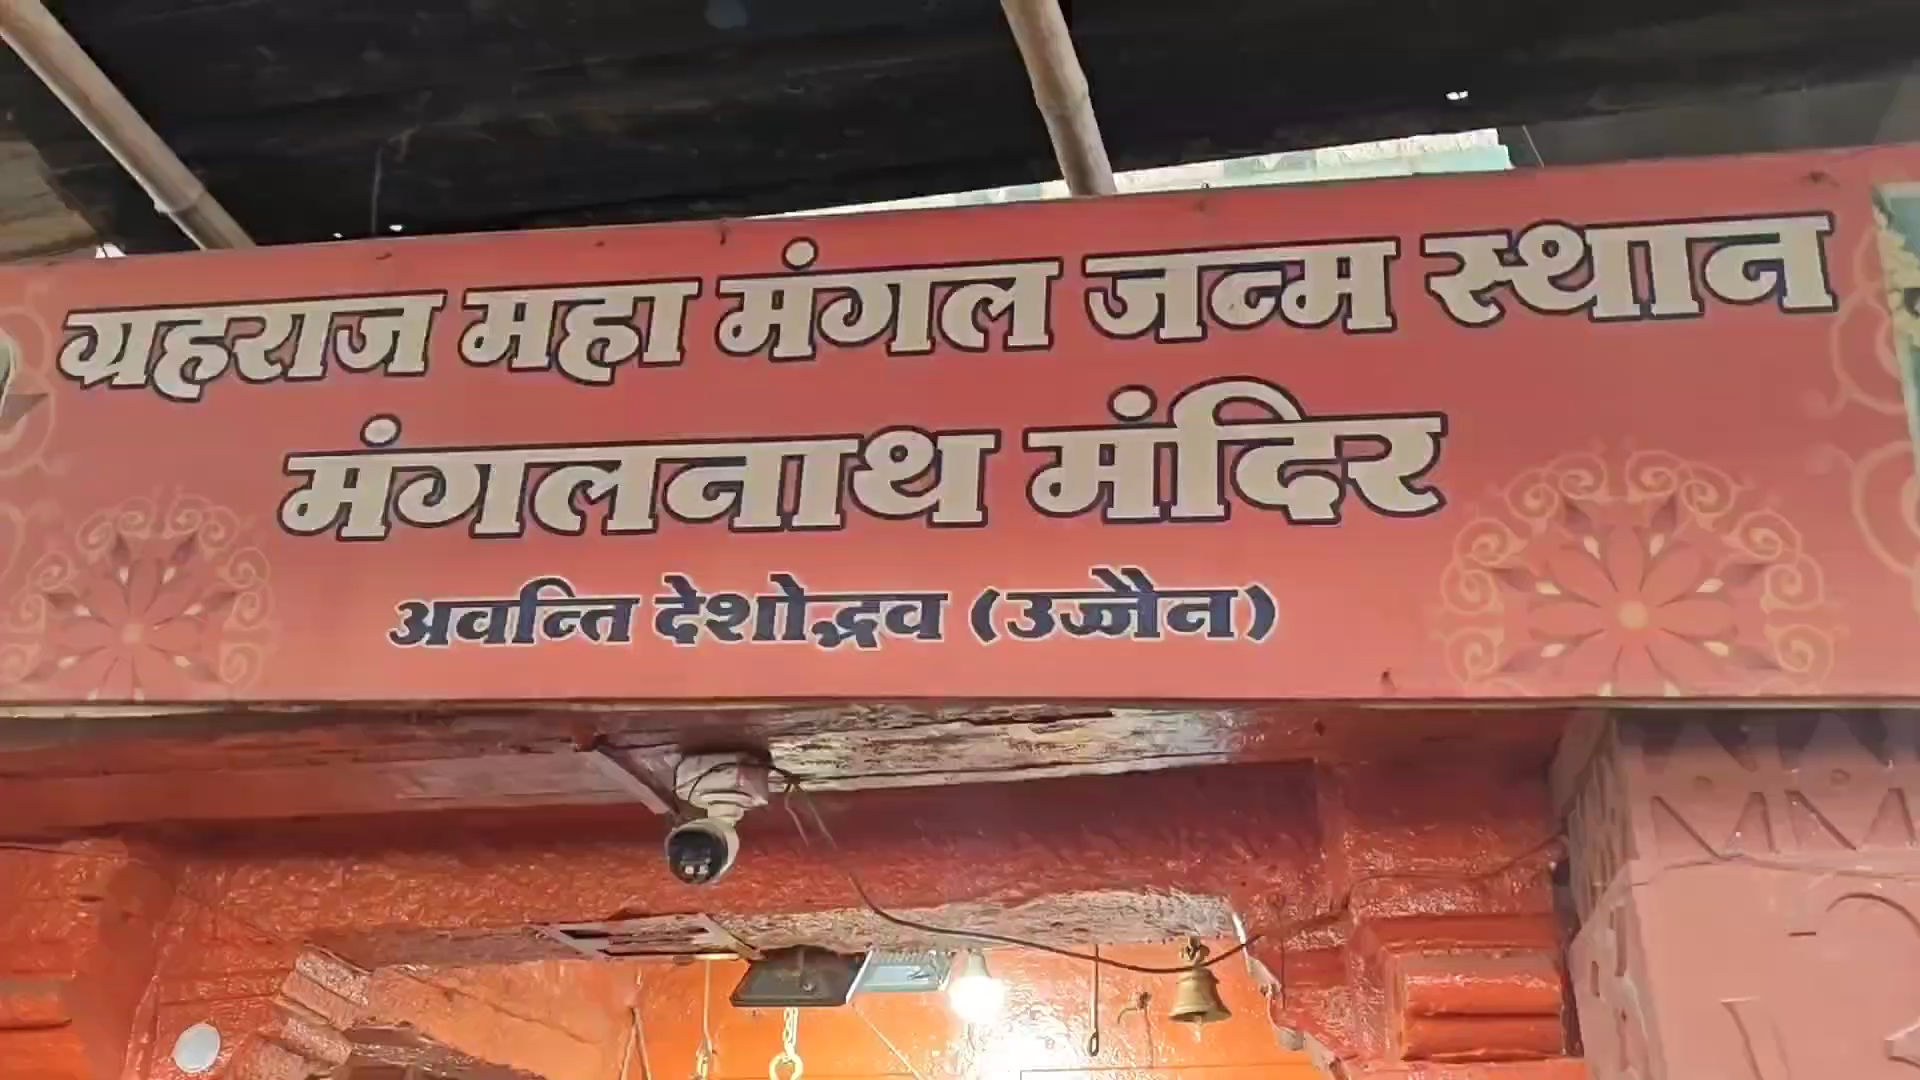 ग्रहराज महा मंगल जन्म स्थान
मंगलनाथ मंदिर
अवन्ति देशोद्भव (उज्जैन)